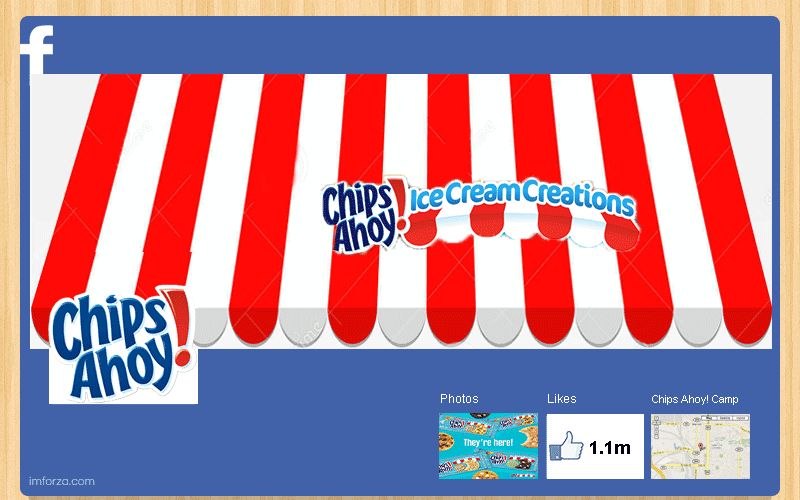 f
Chips Ahoy! Ice Cream Creations
Chips
Ahoy!
Photos
Likes
Chips Ahoy! Camp
They're here!
1.1m
imforza.com